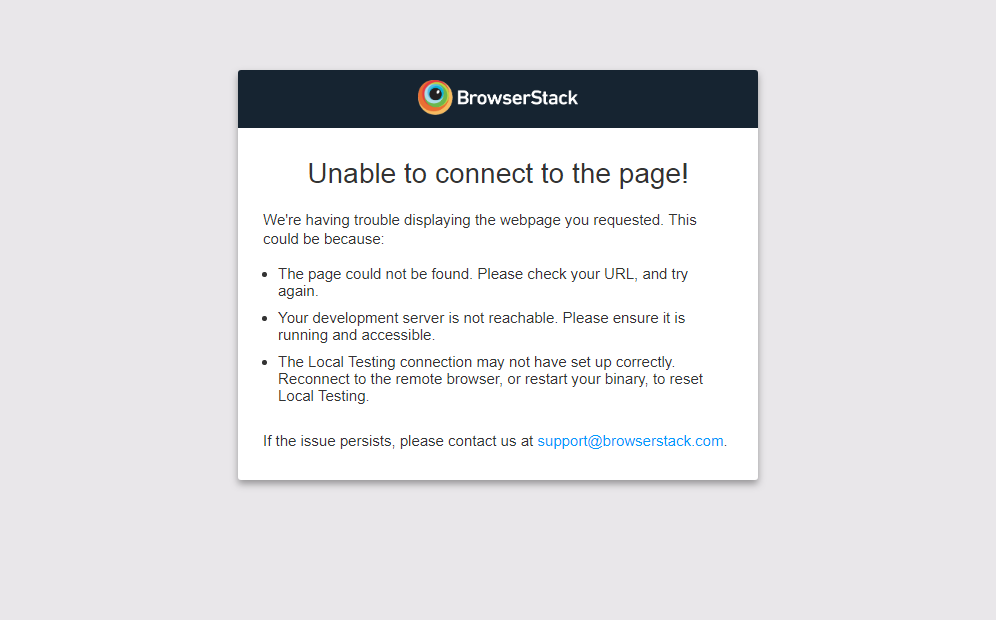 BrowserStack
Unable to connect to the page!
We're having trouble displaying the webpage you requested. This
could be because:
The page could not be found. Please check your URL, and try
again.
Your development server is not reachable. Please ensure it is
running and accessible.
The Local Testing connection may not have set up correctly.
Reconnect to the remote browser, or restart your binary, to reset
Local Testing.
If the issue persists, please contact us at support@browserstack.com.